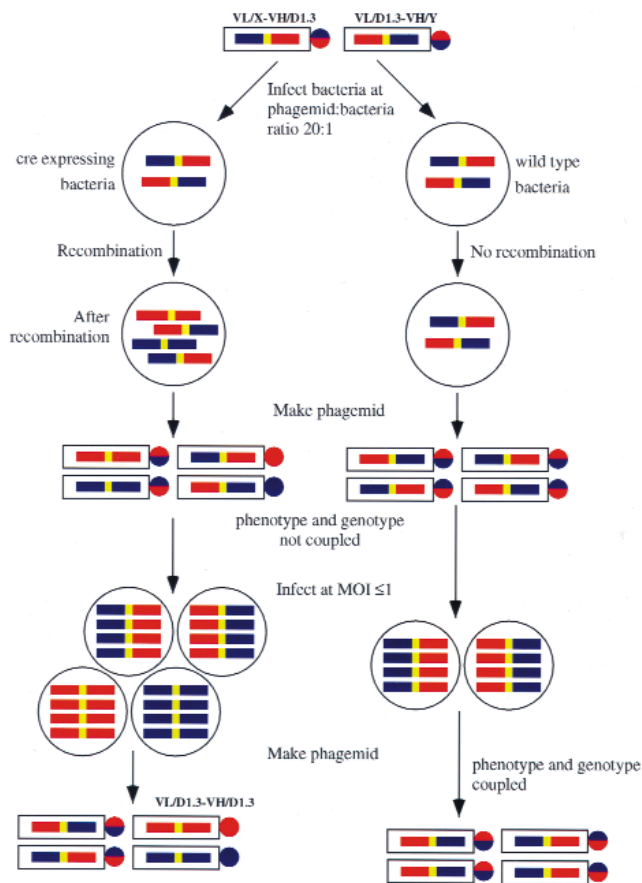 VL/X-VH/D1.3
VL/D1.3-VH/Y
Infect bacteria at
phagemid:bacteria
ratio 20:1
cre expressing
bacteria
wild type
bacteria
Recombination
No recombination
After
recombination
Make phagemid
phenotype and genotype
not coupled
Infect at MOI ≤1
Make phagemid
phenotype and genotype
coupled
VL/D1.3-VH/D1.3